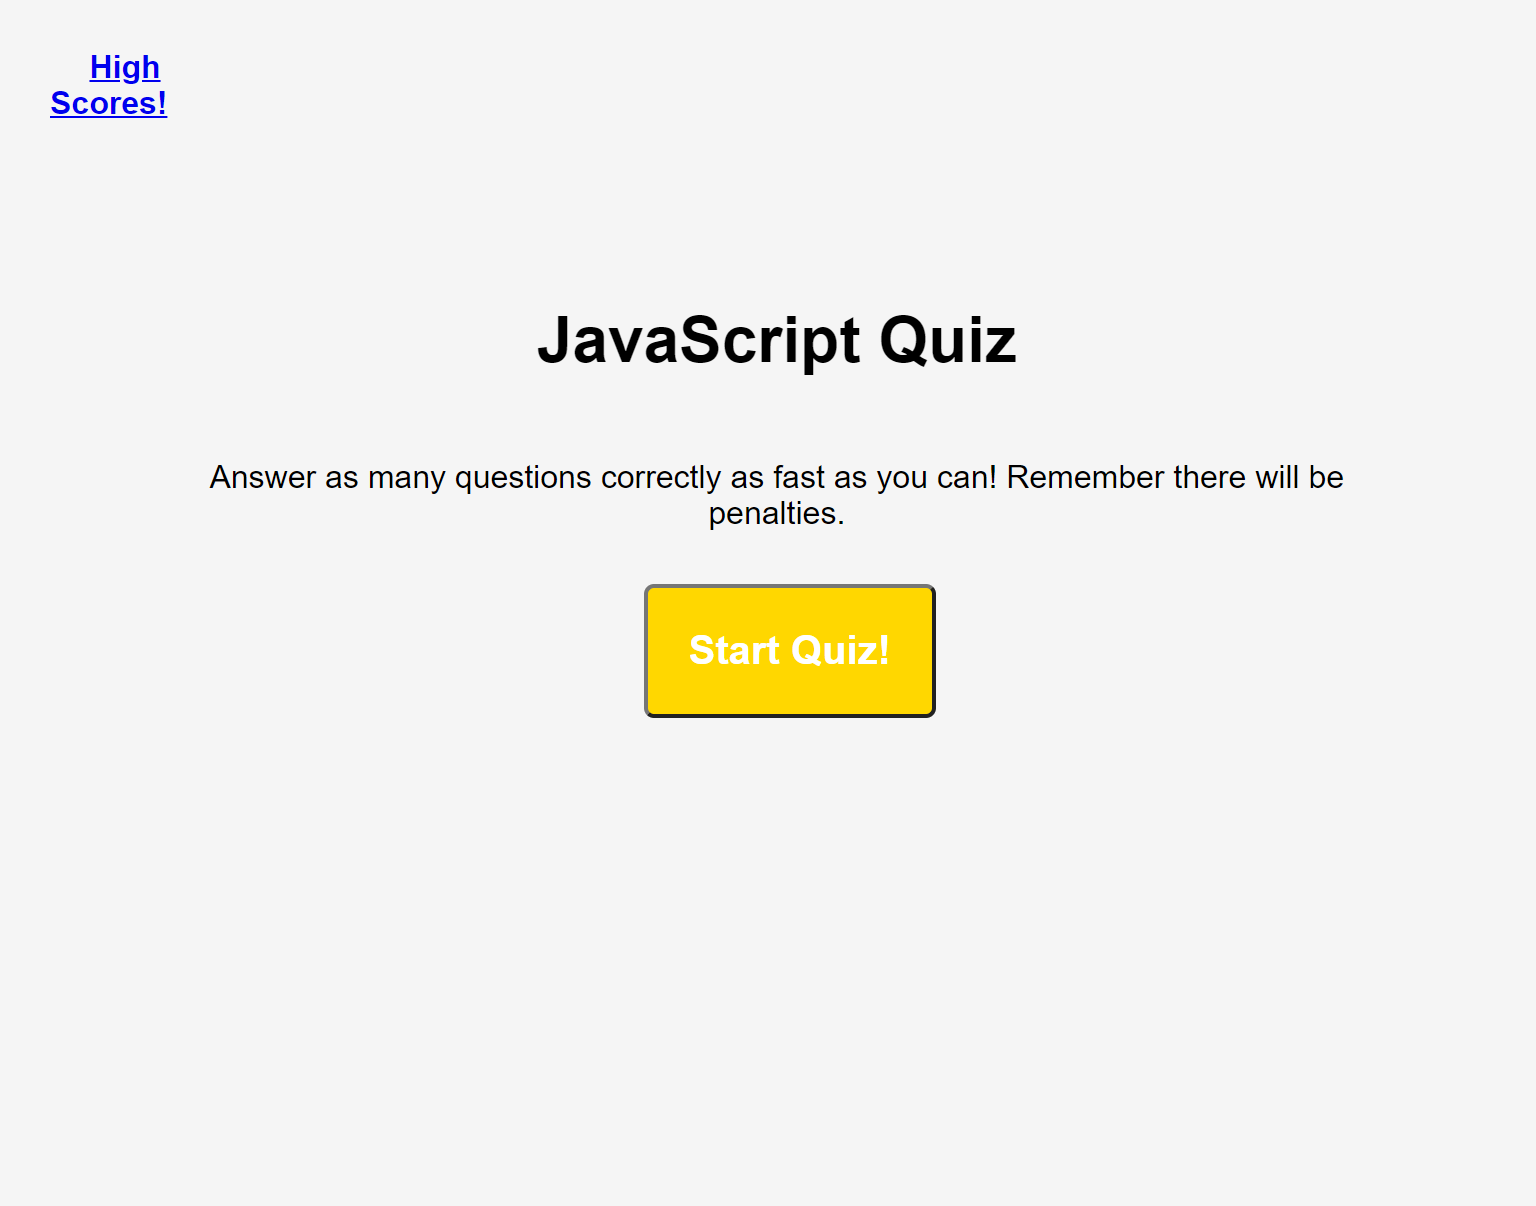 High
Scores!
JavaScript Quiz
Answer as many questions correctly as fast as you can! Remember there will be
penalties.
Start Quiz!